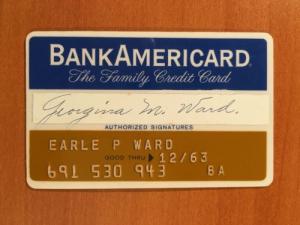 BANKAMERICARD
The Family Credit Card
Georgina M. Ward.
AUTHORIZED SIGNATURES
EARLE P WARD
GOOD THRU ▶ 12/63
691 530 943 BA